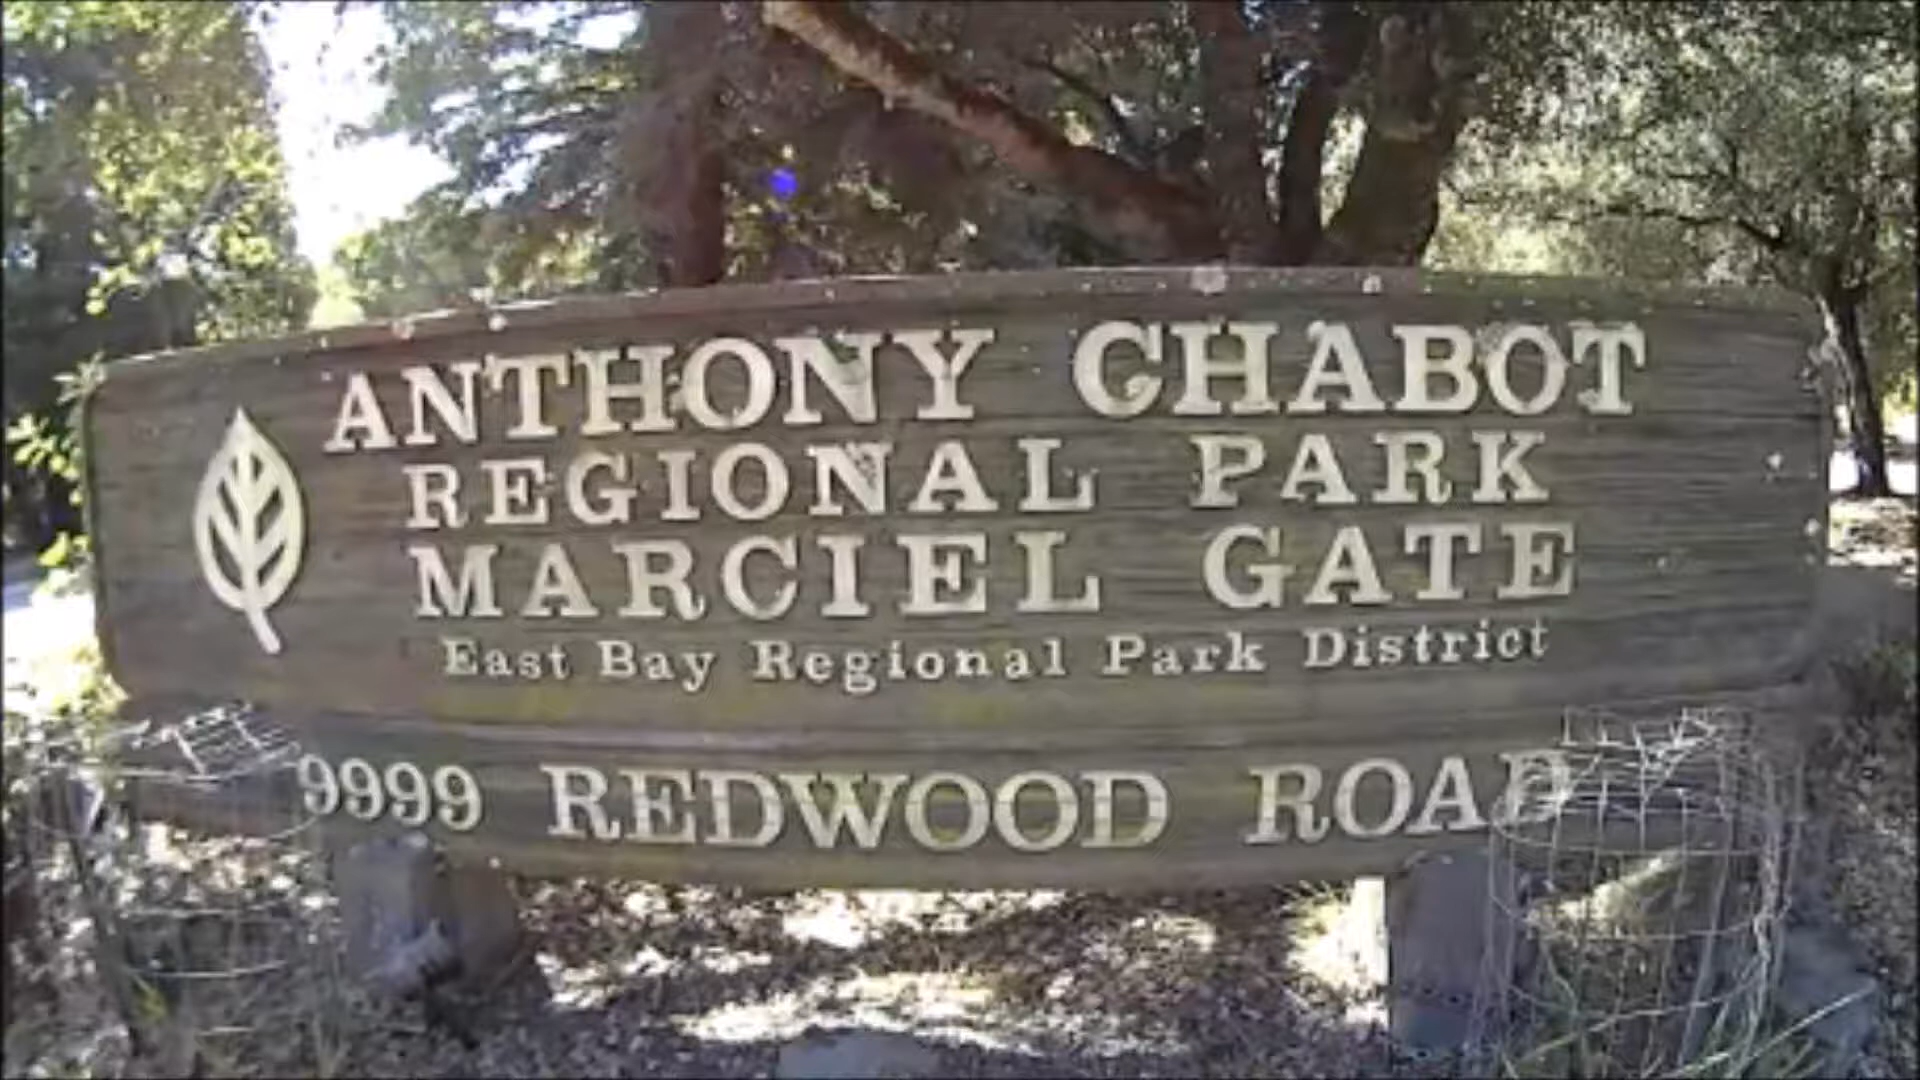 ANTHONY CHABOT
REGIONAL PARK
MARCIEL GATE
East Bay Regional Park District
9999 REDWOOD ROAD